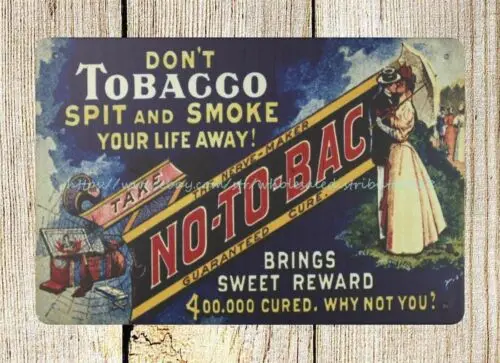 DON'T
TOBACCO
SPIT AND SMOKE
YOUR LIFE AWAY!
TAKE
THE NERVE-MAKER
NO-TO-BAC
GUARANTEED CURE.
BRINGS
SWEET REWARD
400.000 CURED. WHY NOT YOU?